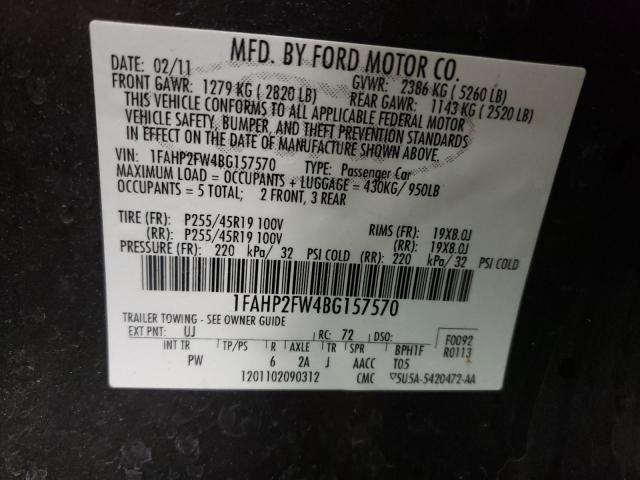 MFD. BY FORD MOTOR CO.
DATE: 02/11 GVWR: 2386 KG ( 5260 LB)
FRONT GAWR: 1279 KG ( 2820 LB) REAR GAWR: 1143 KG ( 2520 LB)
THIS VEHICLE CONFORMS TO ALL APPLICABLE FEDERAL MOTOR
VEHICLE SAFETY, BUMPER, AND THEFT PREVENTION STANDARDS
IN EFFECT ON THE DATE OF MANUFACTURE SHOWN ABOVE.
VIN: 1FAHP2FW4BG157570 TYPE: Passenger Car
MAXIMUM LOAD = OCCUPANTS + LUGGAGE = 430KG/ 950LB
OCCUPANTS = 5 TOTAL; 2 FRONT, 3 REAR
TIRE (FR): P255/45R19 100V RIMS (FR): 19X8.0J
(RR): P255/45R19 100V (RR): 19X8.0J
PRESSURE (FR): 220 kPa/ 32 PSI COLD (RR): 220 kPa/ 32 PSI COLD
1FAHP2FW4BG157570
TRAILER TOWING - SEE OWNER GUIDE
EXT PNT: UJ RC: 72 DSO: F0092
INT TR TP/PS R AXLE TR SPR BPH1F R0113
PW 6 2A J AACC T05
1201102090312 CMC ▽5U5A-5420472-AA